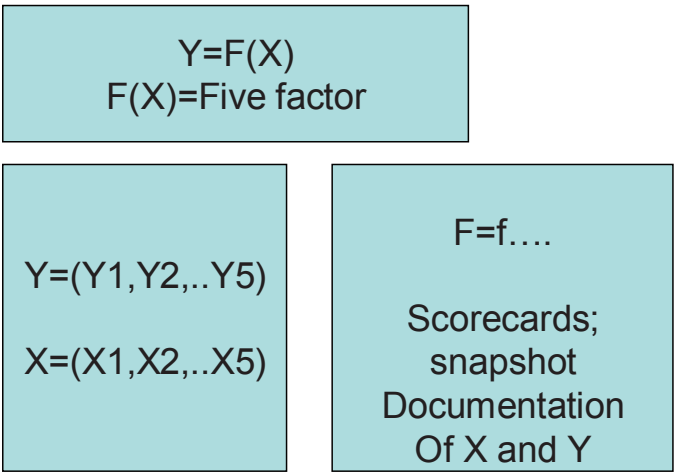 Y=F(X)
F(X)=Five factor
Y=(Y1,Y2,..Y5)
X=(X1,X2,..X5)
F=f….
Scorecards;
snapshot
Documentation
Of X and Y